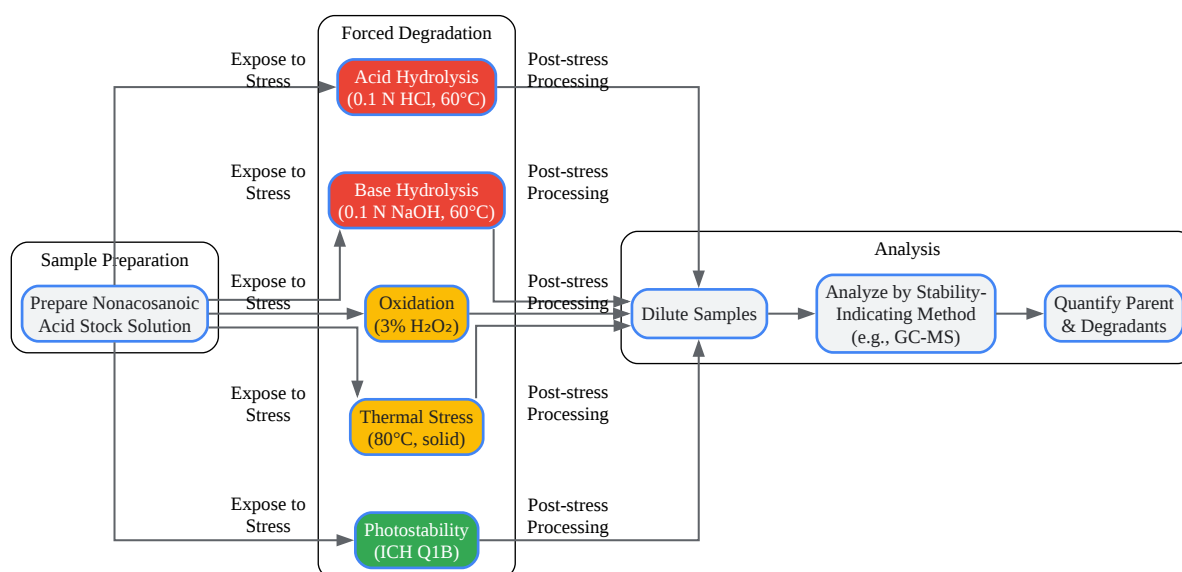 Sample Preparation
Prepare Nonacosanoic
Acid Stock Solution
Expose to
Stress
Expose to
Stress
Expose to
Stress
Expose to
Stress
Expose to
Stress
Forced Degradation
Acid Hydrolysis
(0.1 N HCl, 60°C)
Base Hydrolysis
(0.1 N NaOH, 60°C)
Oxidation
(3% H₂O₂)
Thermal Stress
(80°C, solid)
Photostability
(ICH Q1B)
Post-stress
Processing
Post-stress
Processing
Post-stress
Processing
Post-stress
Processing
Post-stress
Processing
Analysis
Dilute Samples
Analyze by Stability-
Indicating Method
(e.g., GC-MS)
Quantify Parent
& Degradants